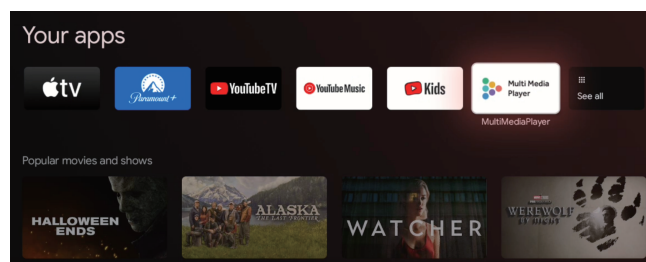 Your apps
tv
Paramount+
YouTubeTV
YouTube Music
Kids
Multi Media
Player
See all
MultiMediaPlayer
Popular movies and shows
HALLOWEEN
ENDS
ALASKA
THE LAST FRONTIER
WATCHER
WEREWOLF
BY NIGHT